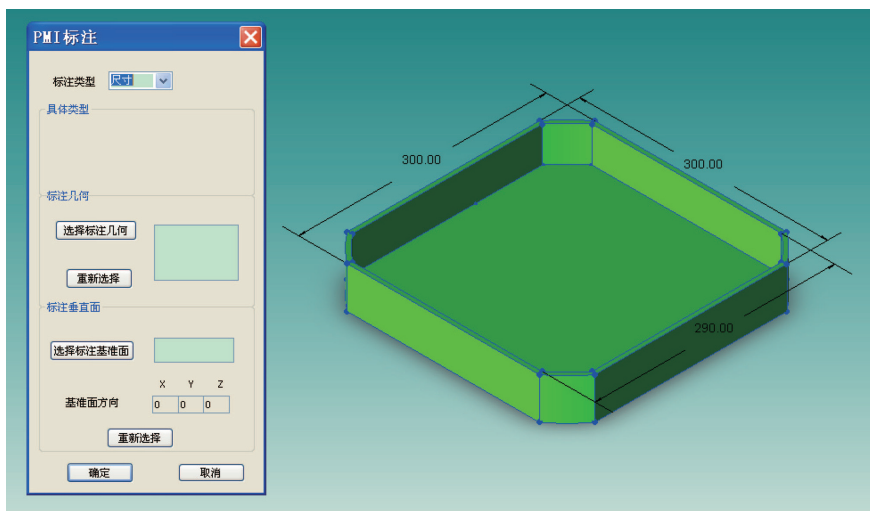 PMI标注
标注类型 尺寸
具体类型
标注几何
选择标注几何
重新选择
标注垂直面
选择标注基准面
X Y Z
基准面方向 0 0 0
重新选择
确定 取消
300.00
300.00
290.00